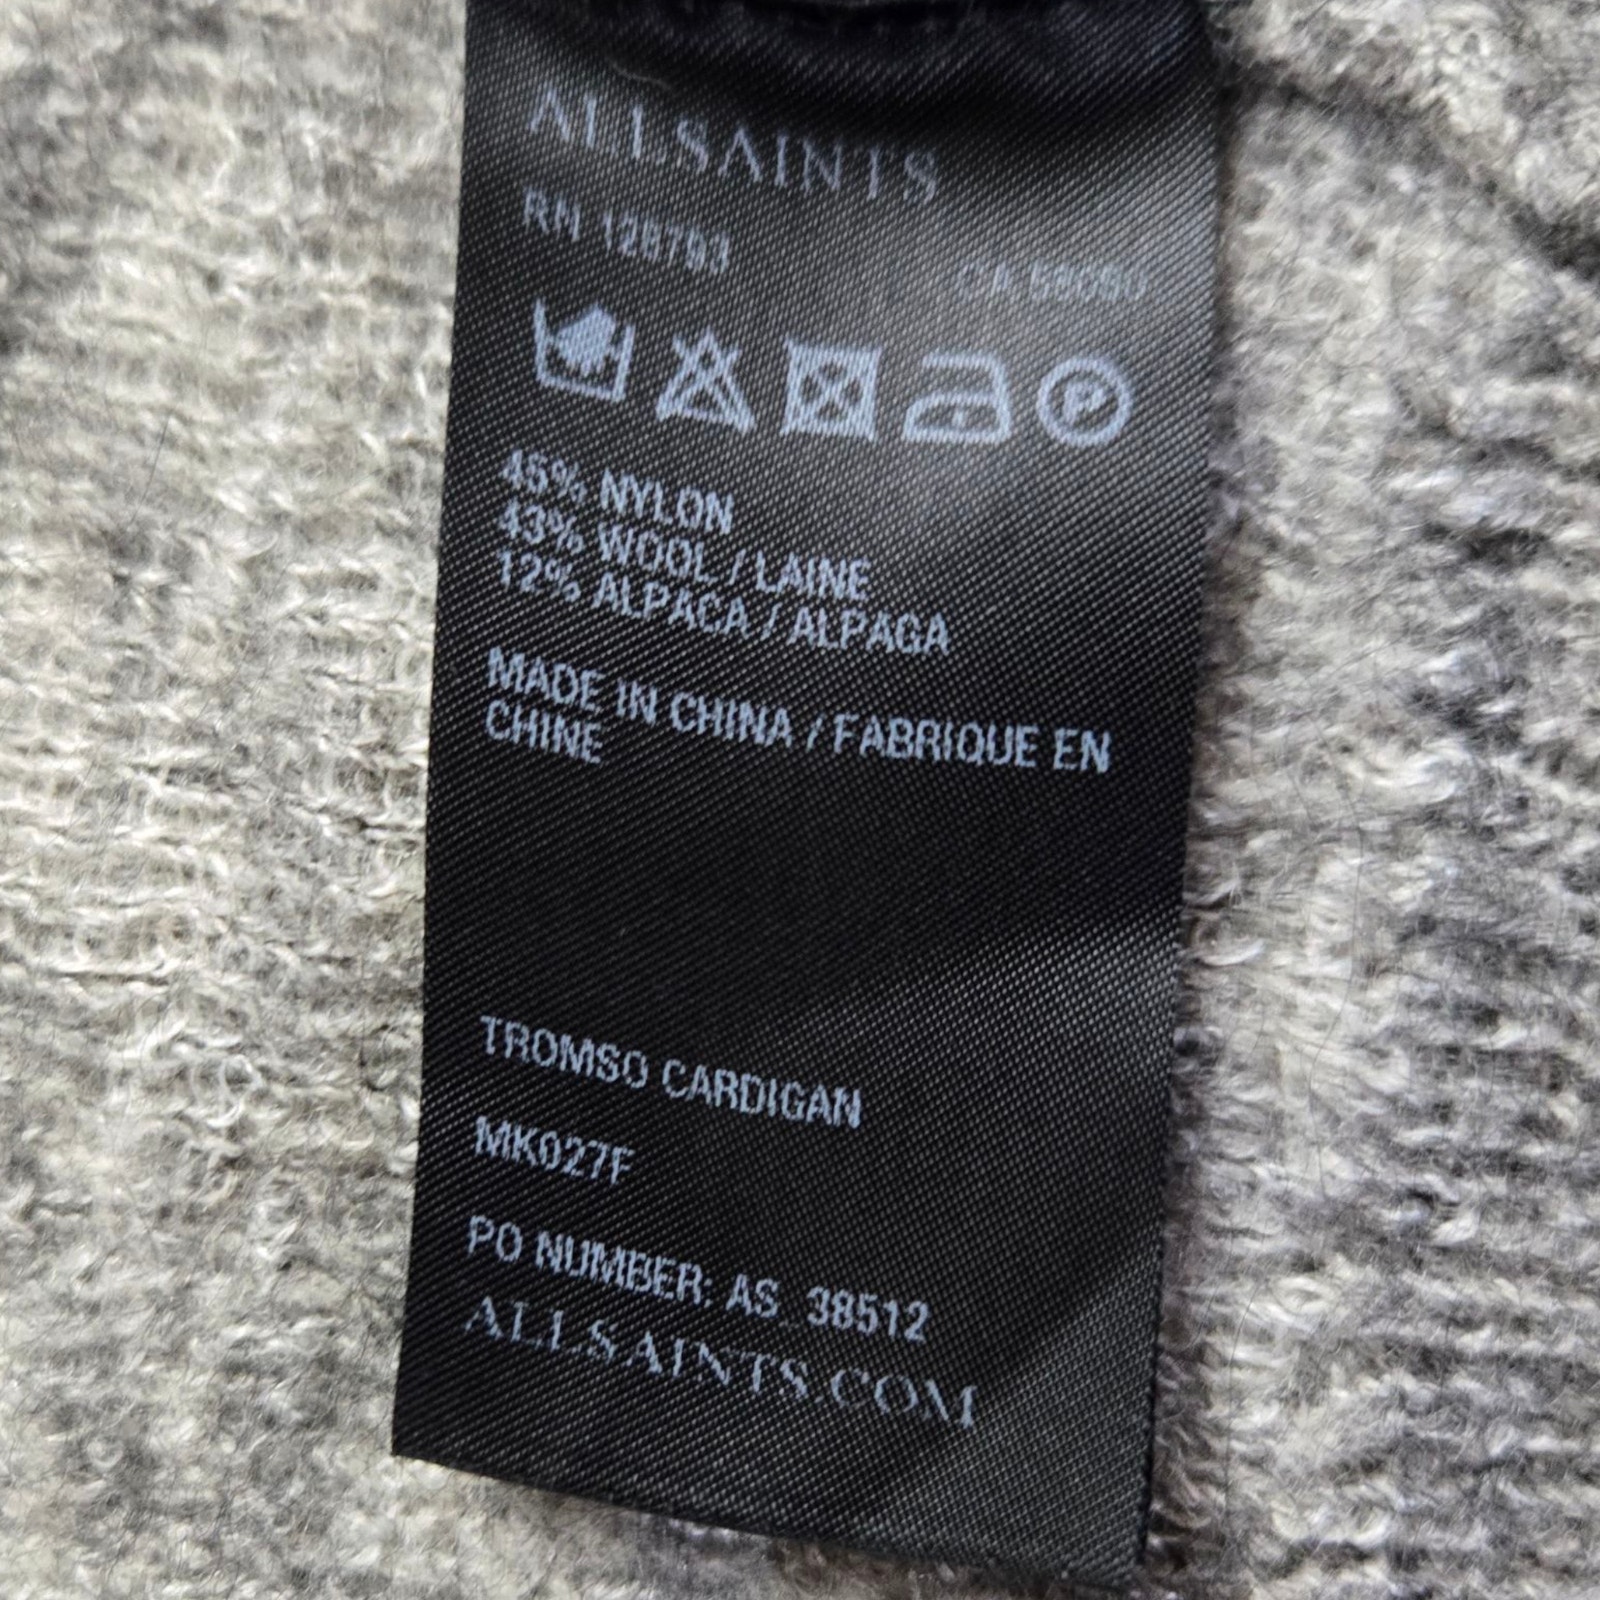 ALLSAINTS
RN 128793
45% NYLON
43% WOOL / LAINE
12% ALPACA / ALPAGA
MADE IN CHINA / FABRIQUE EN
CHINE
TROMSO CARDIGAN
MK027F
PO NUMBER: AS_38512
ALLSAINTS.COM